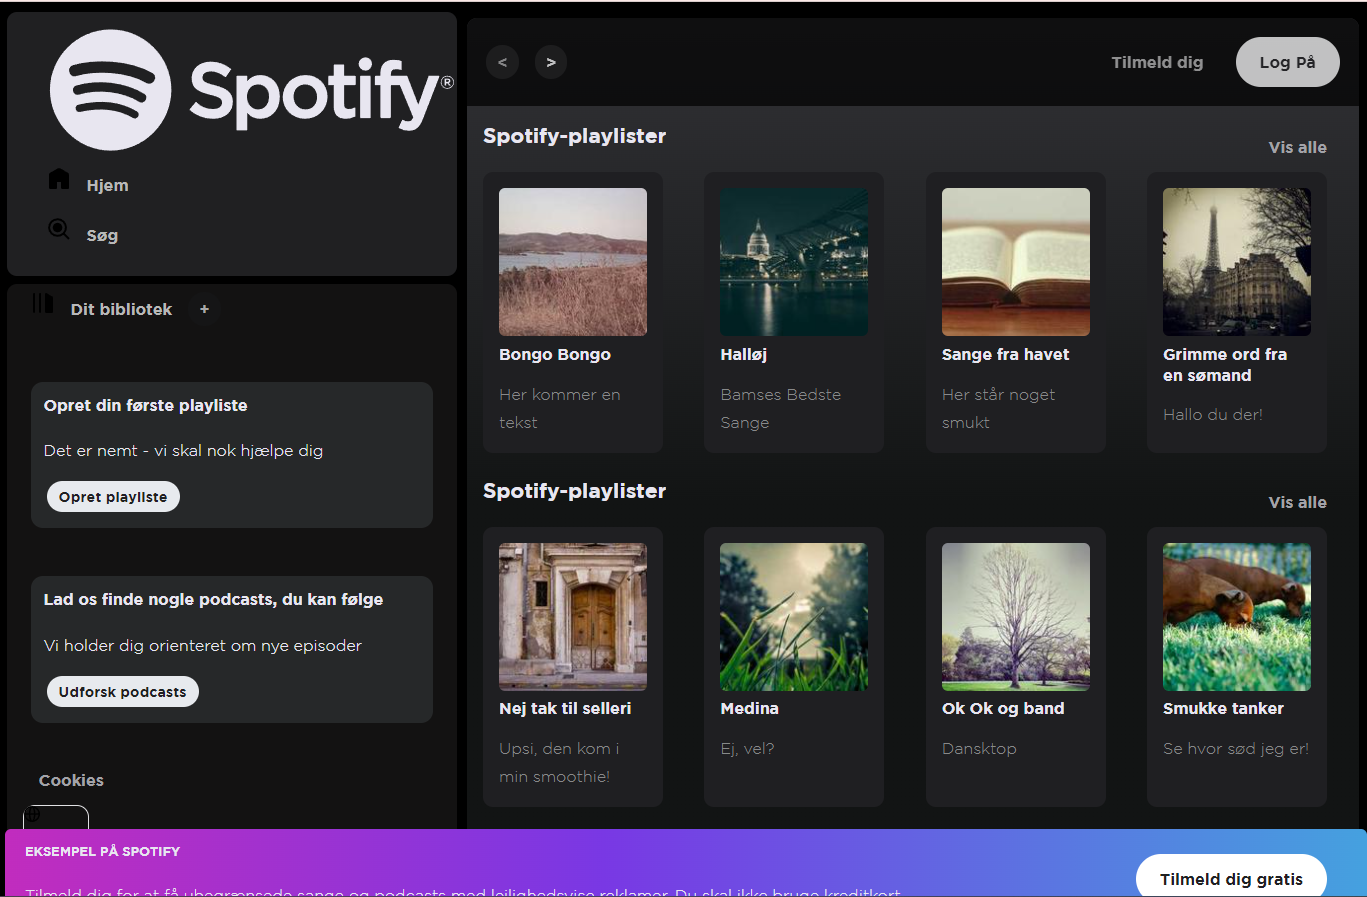 Spotify®
Hjem
Søg
Dit bibliotek +
Opret din første playliste
Det er nemt - vi skal nok hjælpe dig
Opret playliste
Lad os finde nogle podcasts, du kan følge
Vi holder dig orienteret om nye episoder
Udforsk podcasts
Cookies
< >
Tilmeld dig
Log På
Spotify-playlister
Vis alle
Bongo Bongo
Her kommer en
tekst
Halløj
Bamses Bedste
Sange
Sange fra havet
Her står noget
smukt
Grimme ord fra
en sømand
Hallo du der!
Spotify-playlister
Vis alle
Nej tak til selleri
Upsi, den kom i
min smoothie!
Medina
Ej, vel?
Ok Ok og band
Dansktop
Smukke tanker
Se hvor sød jeg er!
EKSEMPEL PÅ SPOTIFY
Tilmeld dig for at få ubegrænsede sange og podcasts med lejlighedsvise reklamer. Du skal ikke bruge kreditkort
Tilmeld dig gratis